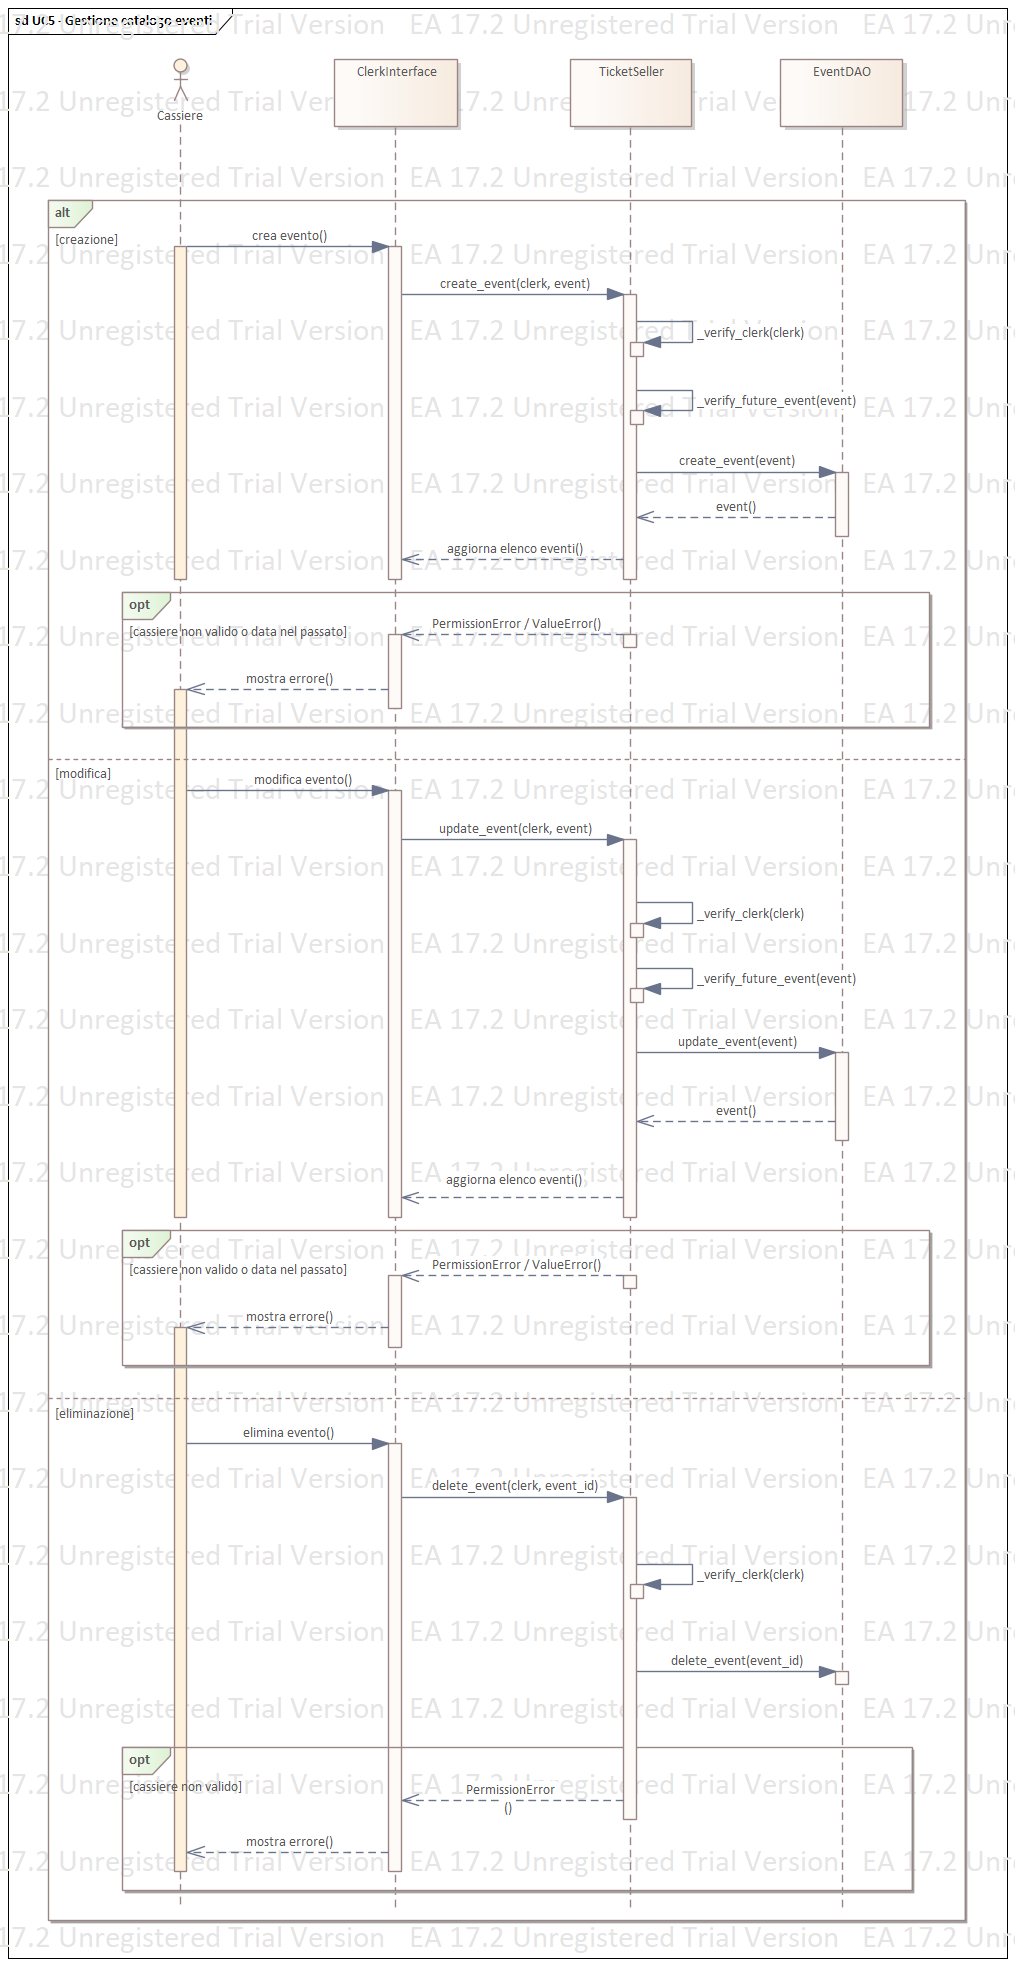 sd UC5 - Gestione catalogo eventi
Cassiere
ClerkInterface
TicketSeller
EventDAO
alt
[creazione]
crea evento()
create_event(clerk, event)
_verify_clerk(clerk)
_verify_future_event(event)
create_event(event)
event()
aggiorna elenco eventi()
opt
[cassiere non valido o data nel passato]
PermissionError / ValueError()
mostra errore()
[modifica]
modifica evento()
update_event(clerk, event)
_verify_clerk(clerk)
_verify_future_event(event)
update_event(event)
event()
aggiorna elenco eventi()
opt
[cassiere non valido o data nel passato]
PermissionError / ValueError()
mostra errore()
[eliminazione]
elimina evento()
delete_event(clerk, event_id)
_verify_clerk(clerk)
delete_event(event_id)
opt
[cassiere non valido]
PermissionError
()
mostra errore()
EA 17.2 Unregistered Trial Version